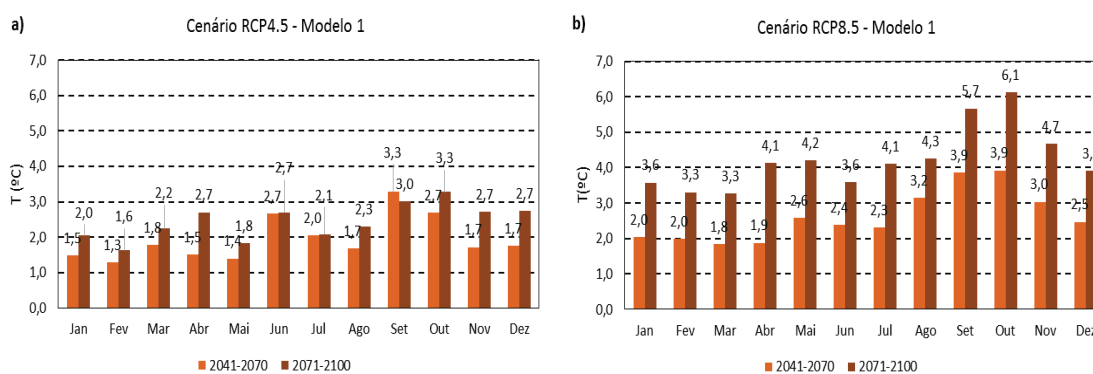 a)
Cenário RCP4.5 - Modelo 1
T (ºC)
7,0
6,0
5,0
4,0
3,0
2,0
1,0
0,0
1,5 2,0 1,3 1,6 1,8 2,2 1,5 2,7 1,4 1,8 2,7 2,7 2,0 2,1 1,7 2,3 3,3 3,0 2,7 3,3 1,7 2,7 1,7 2,7
Jan Fev Mar Abr Mai Jun Jul Ago Set Out Nov Dez
2041-2070 2071-2100
b)
Cenário RCP8.5 - Modelo 1
T(ºC)
7,0
6,0
5,0
4,0
3,0
2,0
1,0
0,0
2,0 3,6 2,0 3,3 1,8 3,3 1,9 4,1 2,6 4,2 2,4 3,6 2,3 4,1 3,2 4,3 3,9 5,7 3,9 6,1 3,0 4,7 2,5 3,
Jan Fev Mar Abr Mai Jun Jul Ago Set Out Nov Dez
2041-2070 2071-2100